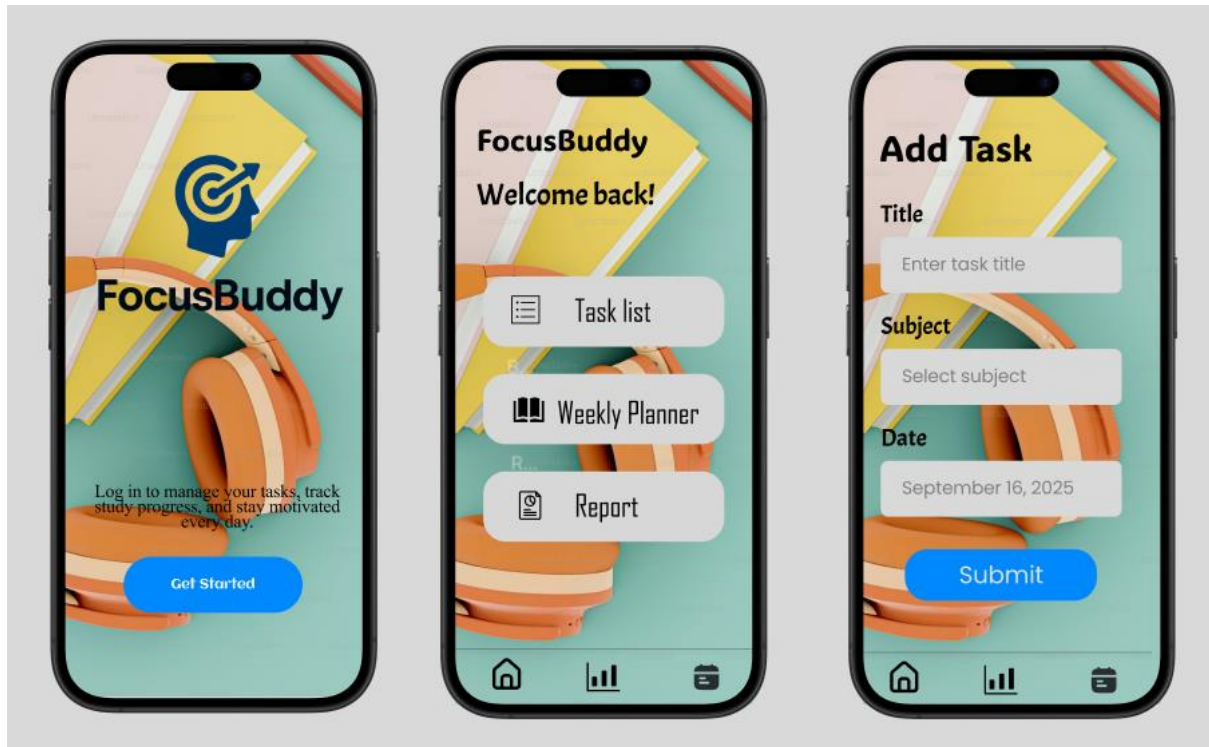 FocusBuddy
Log in to manage your tasks, track
study progress, and stay motivated
every day.
Get Started
FocusBuddy
Welcome back!
Task list
Weekly Planner
R...
Report
Add Task
Title
Enter task title
Subject
Select subject
Date
September 16, 2025
Submit